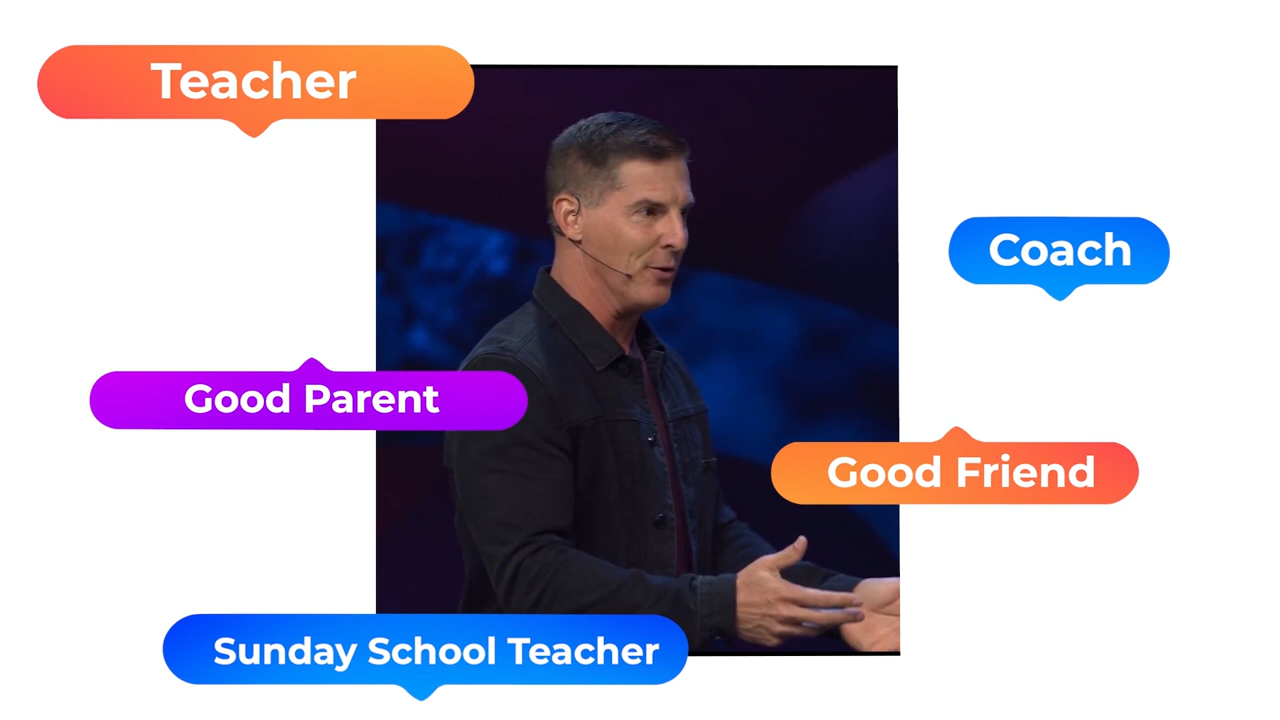 Teacher
Coach
Good Parent
Good Friend
Sunday School Teacher